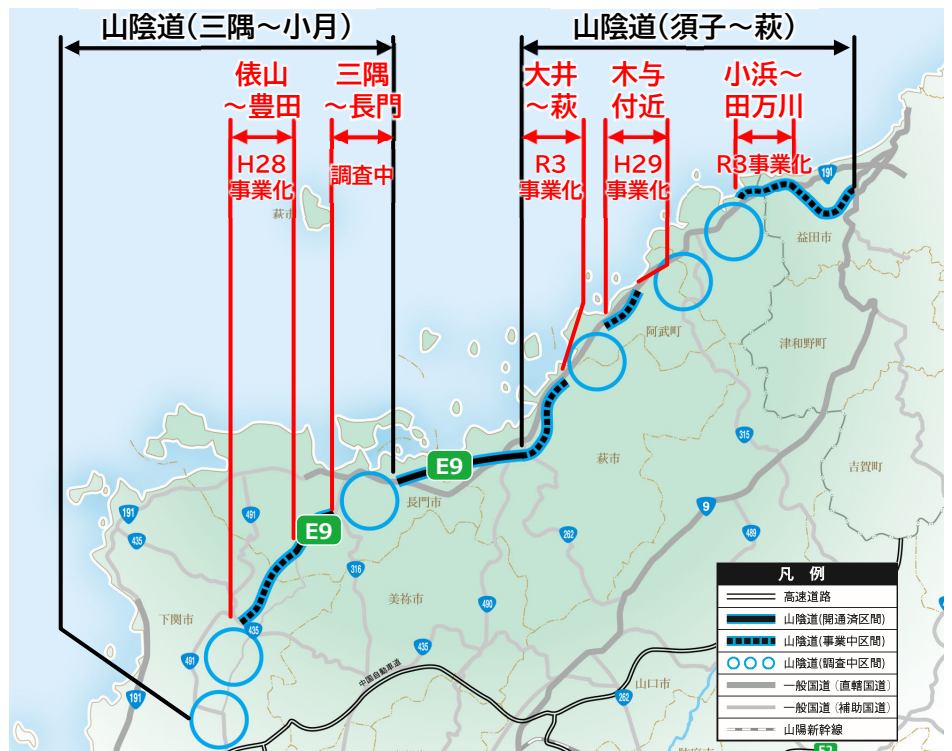 山陰道(三隅～小月)
山陰道(須子～萩)
俵山
～豊田
三隅
～長門
大井
～萩
木与
付近
小浜～
田万川
H28
事業化
調査中
R3
事業化
H29
事業化
R3事業化
191
萩市
益田市
阿武町
津和野町
315
萩市
吉賀町
E9
長門市
9
191
491
435
E9
262
489
316
美祢市
490
下関市
435
491
435
中国自動車道
191
山口市
262
防府市
E2
凡 例
高速道路
山陰道(開通済区間)
山陰道(事業中区間)
山陰道(調査中区間)
一般国道(直轄国道)
一般国道(補助国道)
山陽新幹線